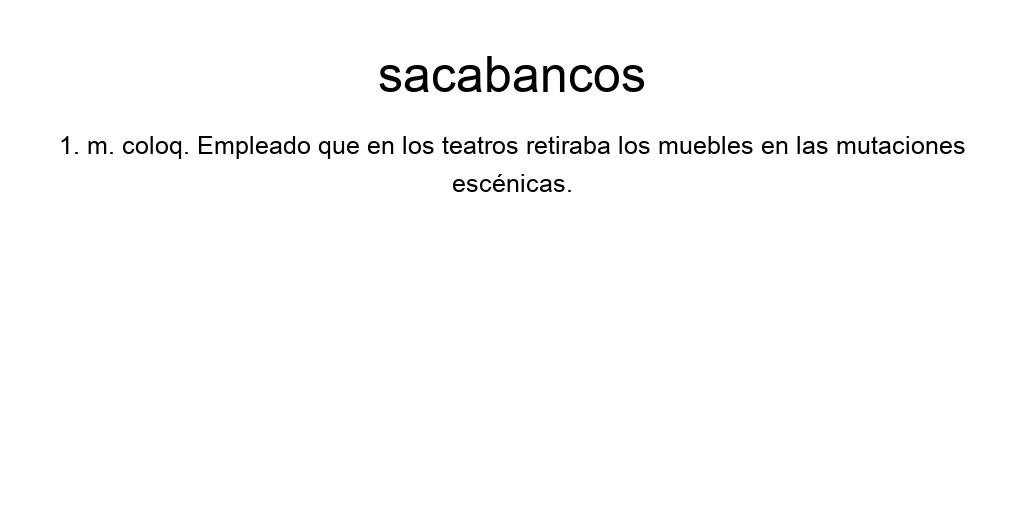 sacabancos
1. m. coloq. Empleado que en los teatros retiraba los muebles en las mutaciones
escénicas.